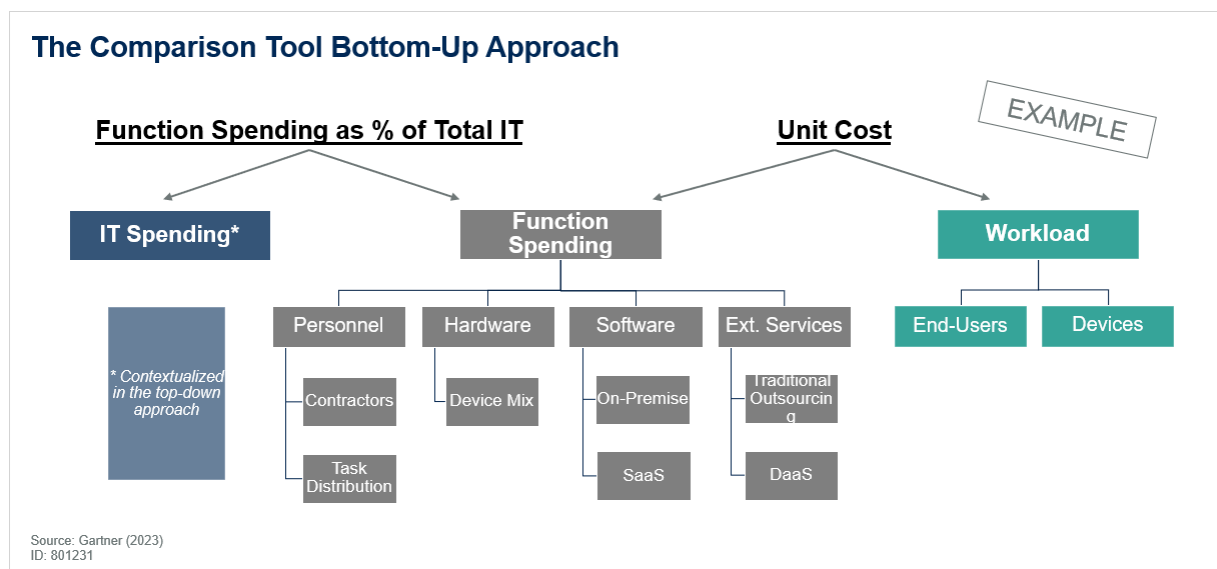 The Comparison Tool Bottom-Up Approach
EXAMPLE
Function Spending as % of Total IT
Unit Cost
IT Spending*
Function
Spending
Workload
Personnel
Hardware
Software
Ext. Services
End-Users
Devices
* Contextualized
in the top-down
approach
Contractors
Device Mix
On-Premise
Traditional
Outsourcin
g
Task
Distribution
SaaS
DaaS
Source: Gartner (2023)
ID: 801231